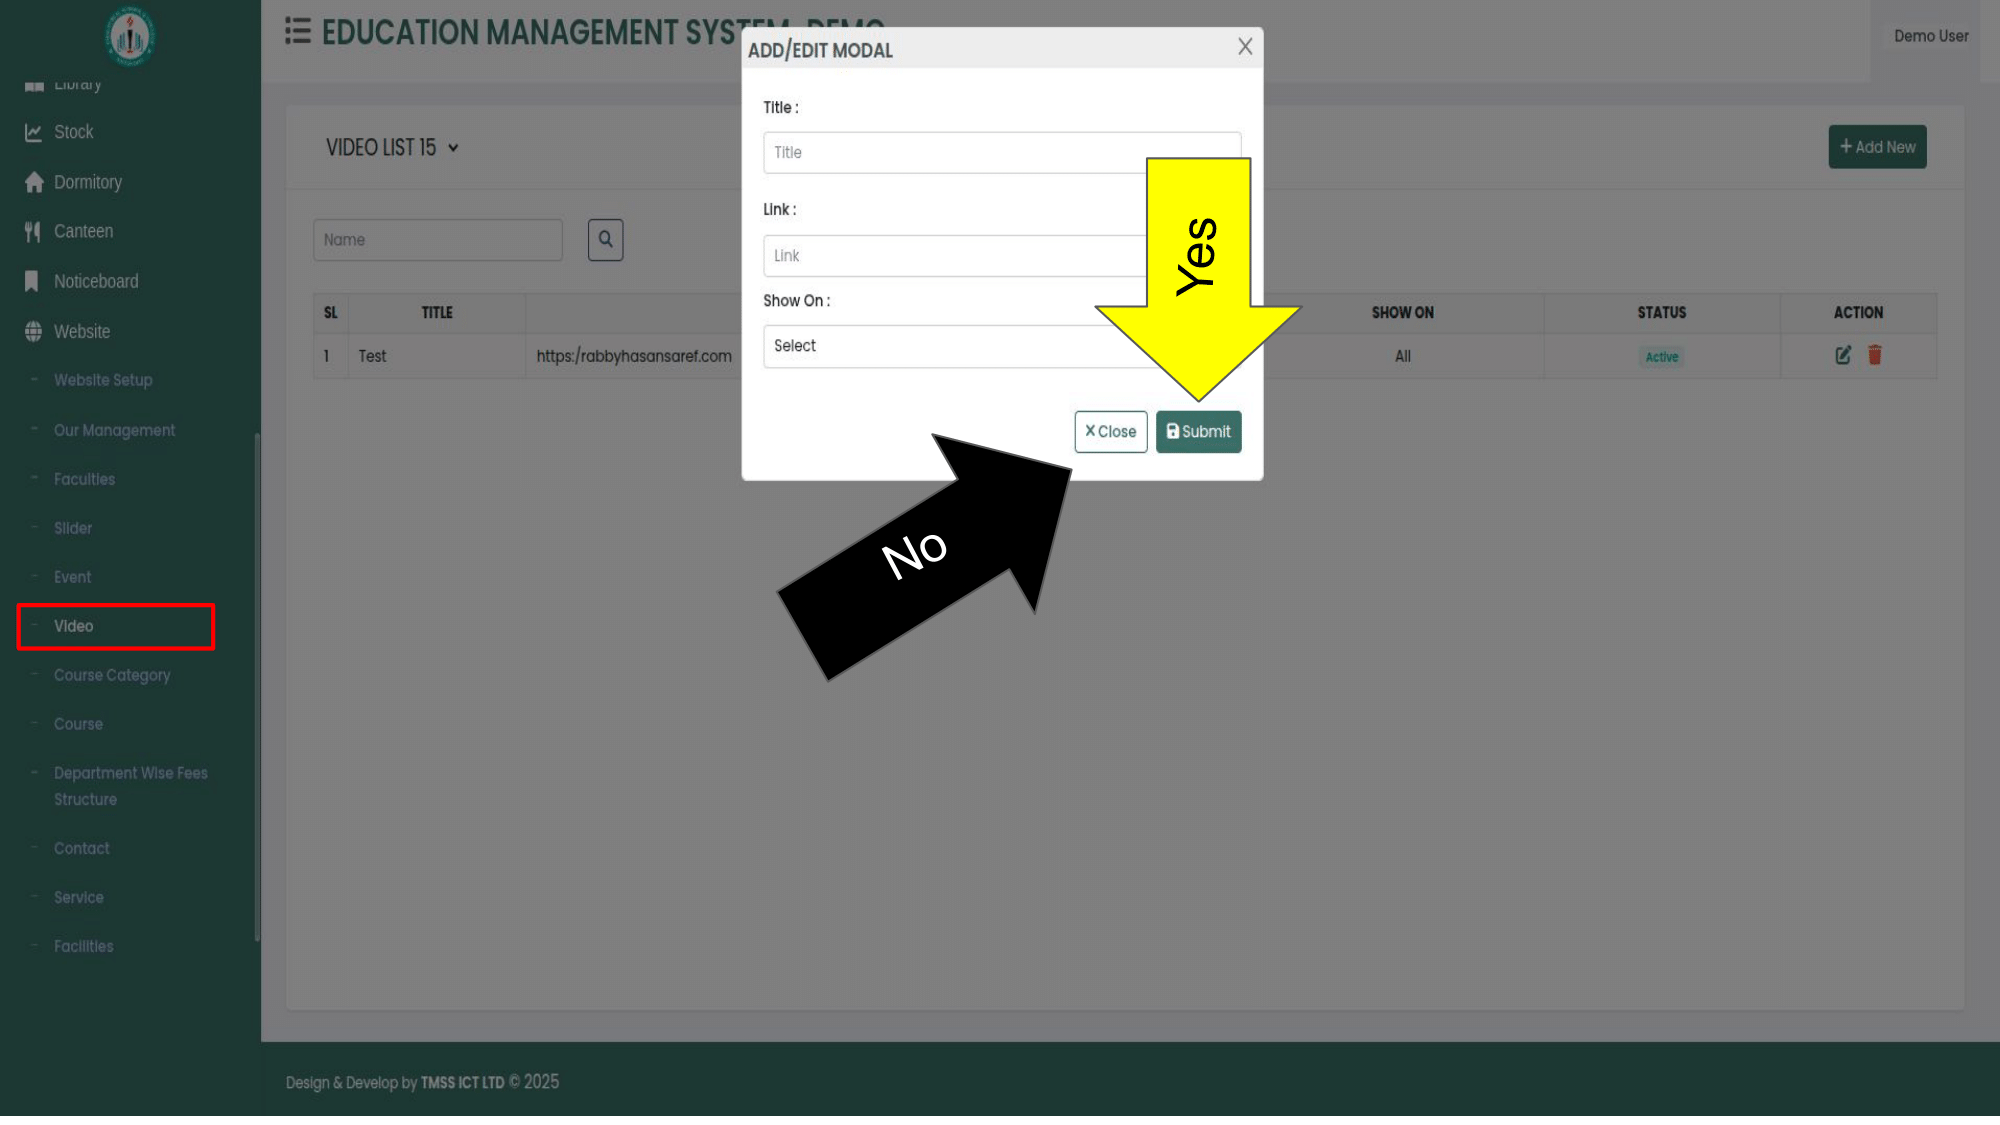 EDUCATION MANAGEMENT SYSTEM-DEMO
Demo User
Library
Stock
Dormitory
Canteen
Noticeboard
Website
Website Setup
Our Management
Faculties
Slider
Event
Video
Course Category
Course
Department Wise Fees
Structure
Contact
Service
Facilities
VIDEO LIST 15
+ Add New
Name
SL TITLE SHOW ON STATUS ACTION
1 Test https:/rabbyhasansaref.com All Active
ADD/EDIT MODAL X
Title :
Title
Link :
Link
Show On :
Select
X Close Submit
Yes
No
Design & Develop by TMSS ICT LTD © 2025